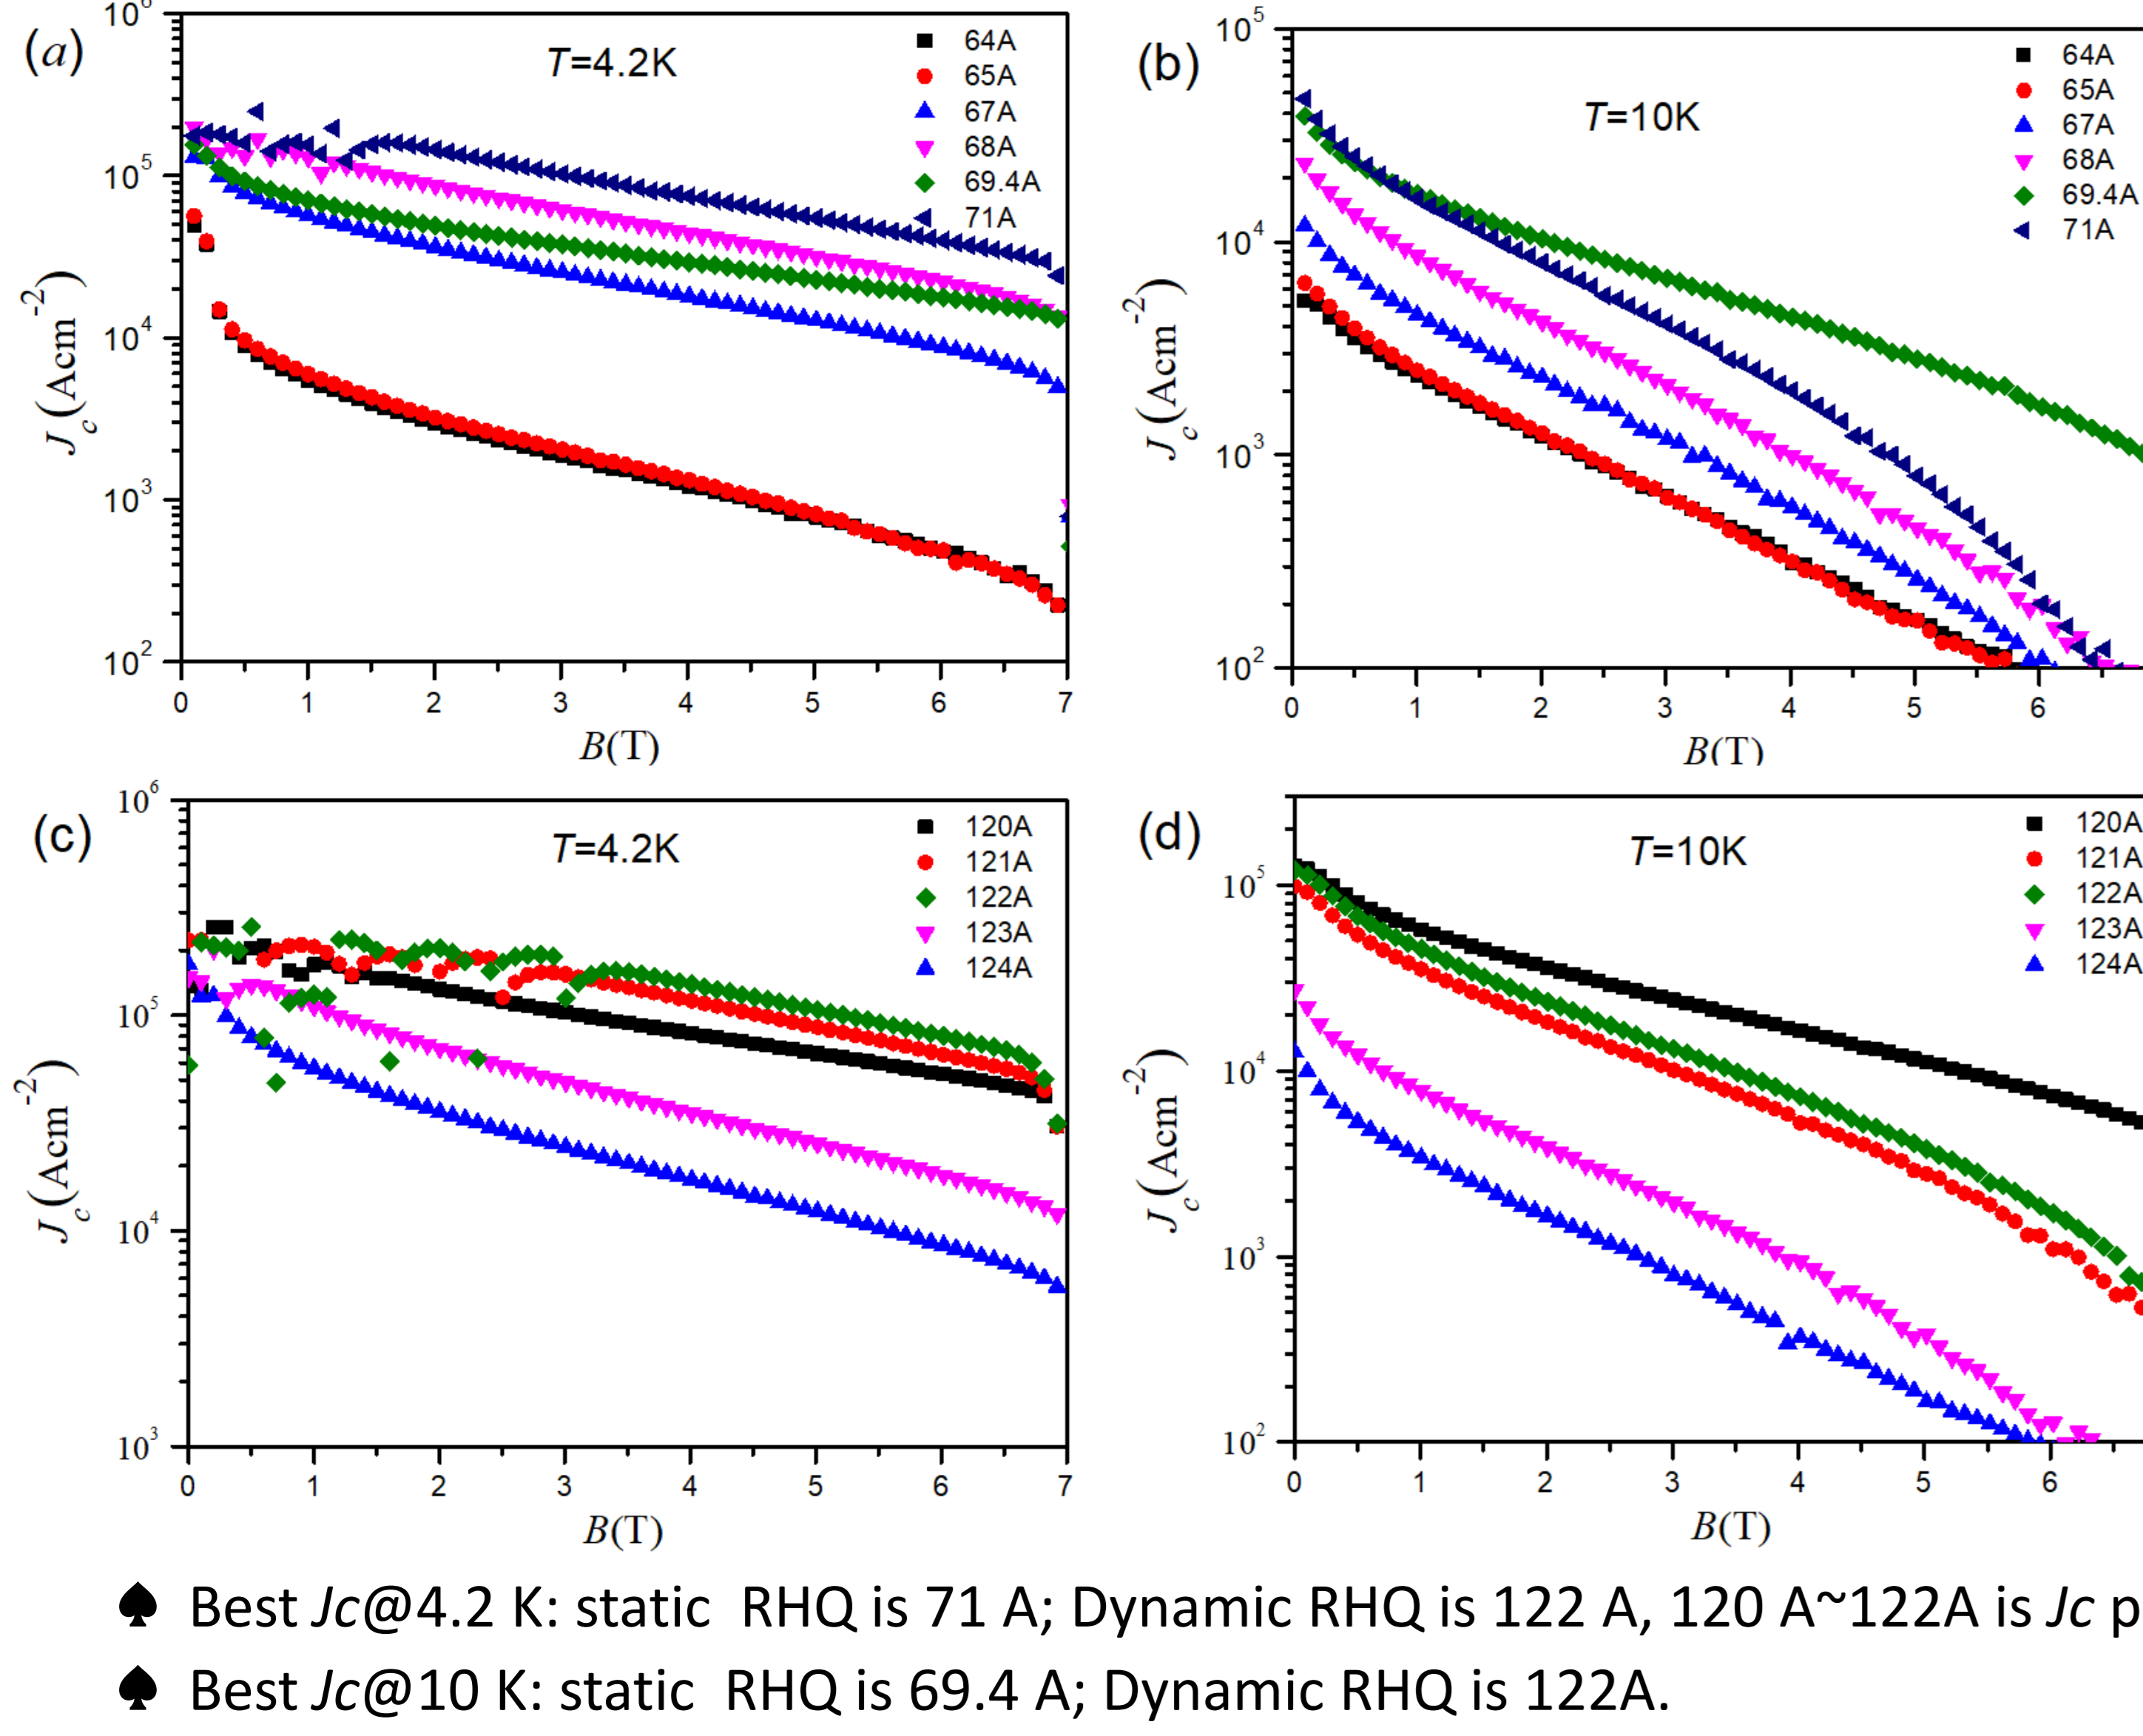 (a)
T=4.2K
64A
65A
67A
68A
69.4A
71A
10^6
10^5
10^4
10^3
10^2
Jc(Acm^-2)
0 1 2 3 4 5 6 7
B(T)
(b)
T=10K
64A
65A
67A
68A
69.4A
71A
10^5
10^4
10^3
10^2
Jc(Acm^-2)
0 1 2 3 4 5 6
B(T)
(c)
T=4.2K
120A
121A
122A
123A
124A
10^6
10^5
10^4
10^3
Jc(Acm^-2)
0 1 2 3 4 5 6 7
B(T)
(d)
T=10K
120A
121A
122A
123A
124A
10^5
10^4
10^3
10^2
Jc(Acm^-2)
0 1 2 3 4 5 6
B(T)
♠ Best Jc@4.2 K: static RHQ is 71 A; Dynamic RHQ is 122 A, 120 A~122A is Jc p
♠ Best Jc@10 K: static RHQ is 69.4 A; Dynamic RHQ is 122A.